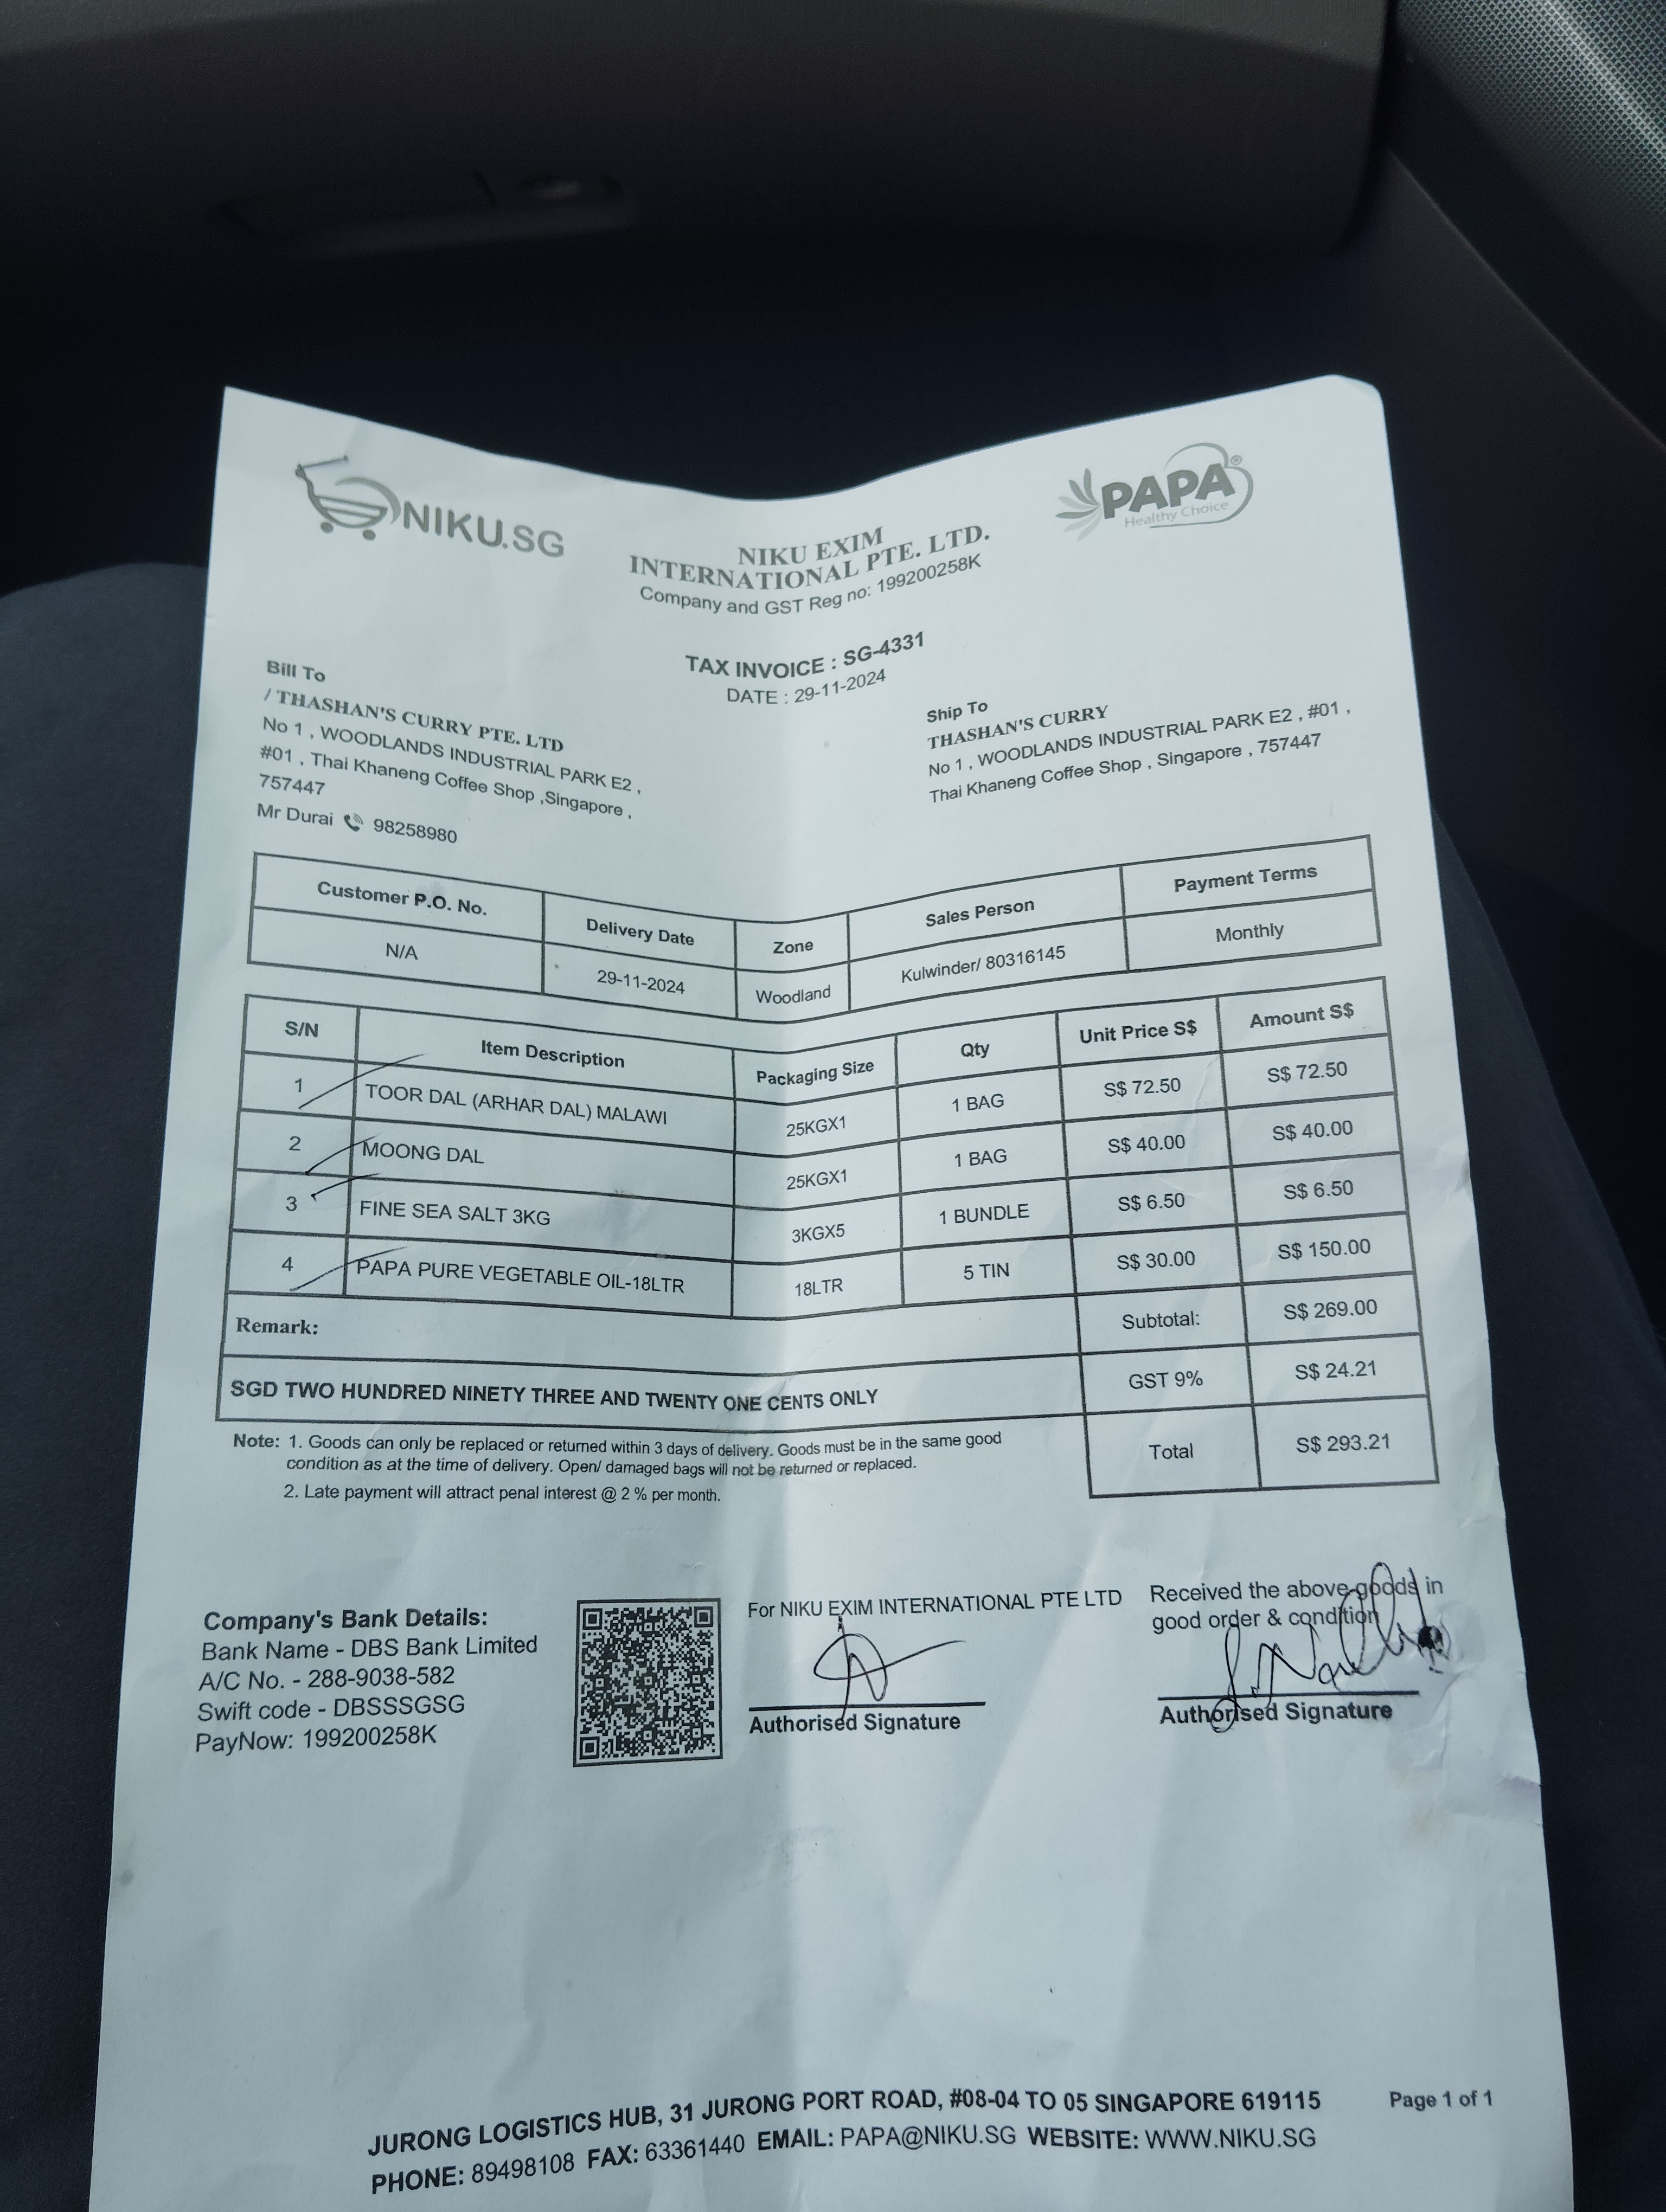 NIKU.SG
PAPA®
Healthy Choice
NIKU EXIM
INTERNATIONAL PTE. LTD.
Company and GST Reg no: 199200258K
TAX INVOICE : SG-4331
DATE : 29-11-2024
Bill To
/ THASHAN'S CURRY PTE. LTD
No 1 , WOODLANDS INDUSTRIAL PARK E2 ,
#01 , Thai Khaneng Coffee Shop ,Singapore ,
757447
Mr Durai 98258980
Ship To
THASHAN'S CURRY
No 1 , WOODLANDS INDUSTRIAL PARK E2 , #01 ,
Thai Khaneng Coffee Shop , Singapore , 757447
Customer P.O. No. Delivery Date Zone Sales Person Payment Terms
N/A 29-11-2024 Woodland Kulwinder/ 80316145 Monthly
S/N Item Description Packaging Size Qty Unit Price S$ Amount S$
1 TOOR DAL (ARHAR DAL) MALAWI 25KGX1 1 BAG S$ 72.50 S$ 72.50
2 MOONG DAL 25KGX1 1 BAG S$ 40.00 S$ 40.00
3 FINE SEA SALT 3KG 3KGX5 1 BUNDLE S$ 6.50 S$ 6.50
4 PAPA PURE VEGETABLE OIL-18LTR 18LTR 5 TIN S$ 30.00 S$ 150.00
Remark: Subtotal: S$ 269.00
SGD TWO HUNDRED NINETY THREE AND TWENTY ONE CENTS ONLY GST 9% S$ 24.21
Total S$ 293.21
Note: 1. Goods can only be replaced or returned within 3 days of delivery. Goods must be in the same good
condition as at the time of delivery. Open/ damaged bags will not be returned or replaced.
2. Late payment will attract penal interest @ 2 % per month.
Company's Bank Details:
Bank Name - DBS Bank Limited
A/C No. - 288-9038-582
Swift code - DBSSSGSG
PayNow: 199200258K
For NIKU EXIM INTERNATIONAL PTE LTD
Authorised Signature
Received the above goods in
good order & condition
Authorised Signature
JURONG LOGISTICS HUB, 31 JURONG PORT ROAD, #08-04 TO 05 SINGAPORE 619115
PHONE: 89498108 FAX: 63361440 EMAIL: PAPA@NIKU.SG WEBSITE: WWW.NIKU.SG
Page 1 of 1